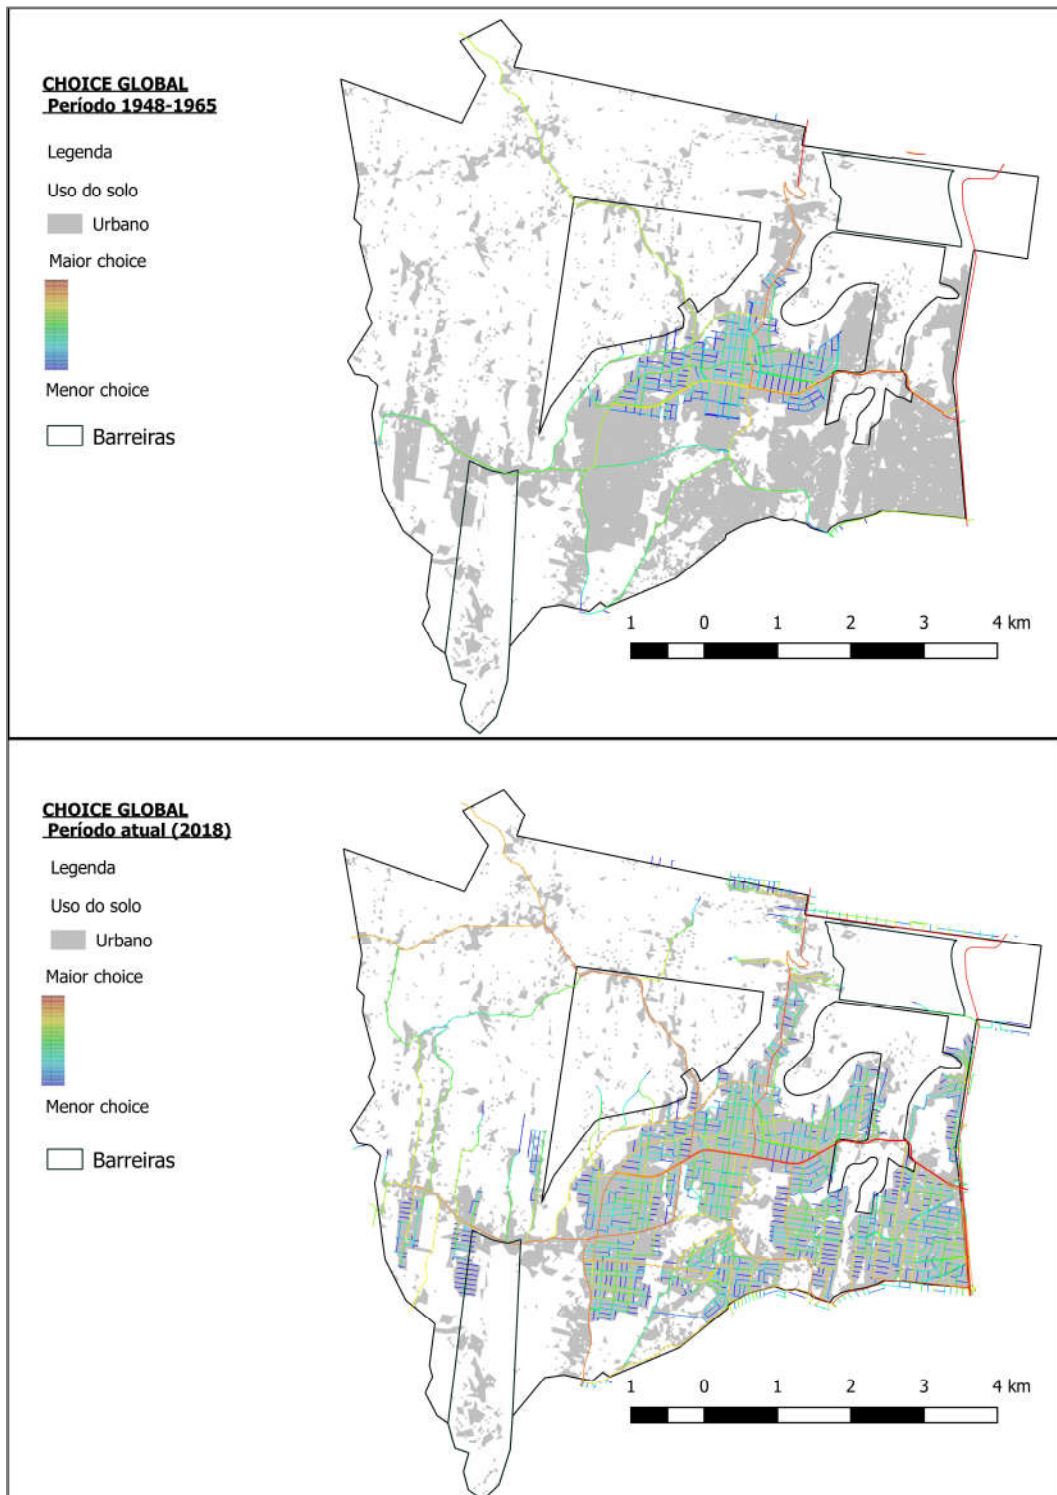 CHOICE GLOBAL
Período 1948-1965
Legenda
Uso do solo
Urbano
Maior choice
Menor choice
Barreiras
1 0 1 2 3 4 km
CHOICE GLOBAL
Período atual (2018)
Legenda
Uso do solo
Urbano
Maior choice
Menor choice
Barreiras
1 0 1 2 3 4 km